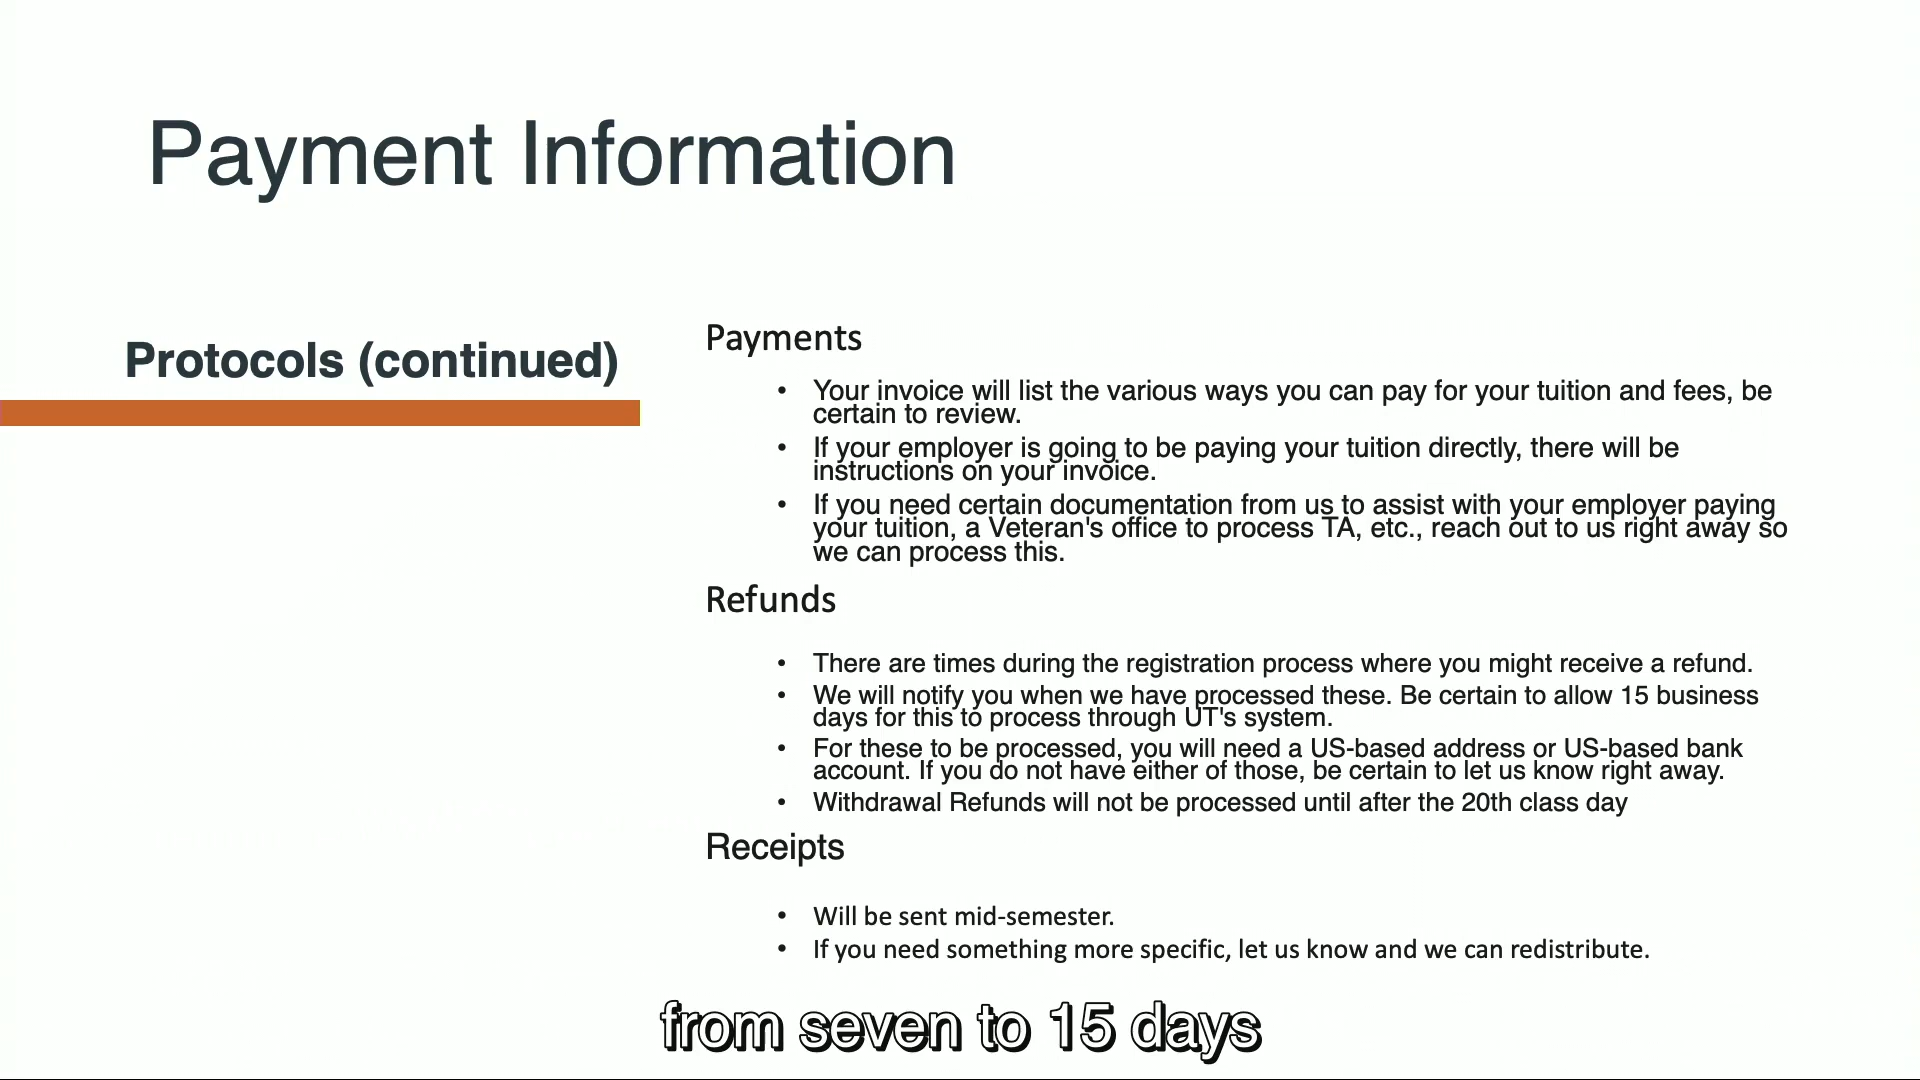 Payment Information
Protocols (continued)
Payments
• Your invoice will list the various ways you can pay for your tuition and fees, be
certain to review.
• If your employer is going to be paying your tuition directly, there will be
instructions on your invoice.
• If you need certain documentation from us to assist with your employer paying
your tuition, a Veteran's office to process TA, etc., reach out to us right away so
we can process this.
Refunds
• There are times during the registration process where you might receive a refund.
• We will notify you when we have processed these. Be certain to allow 15 business
days for this to process through UT's system.
• For these to be processed, you will need a US-based address or US-based bank
account. If you do not have either of those, be certain to let us know right away.
• Withdrawal Refunds will not be processed until after the 20th class day
Receipts
• Will be sent mid-semester.
• If you need something more specific, let us know and we can redistribute.
from seven to 15 days